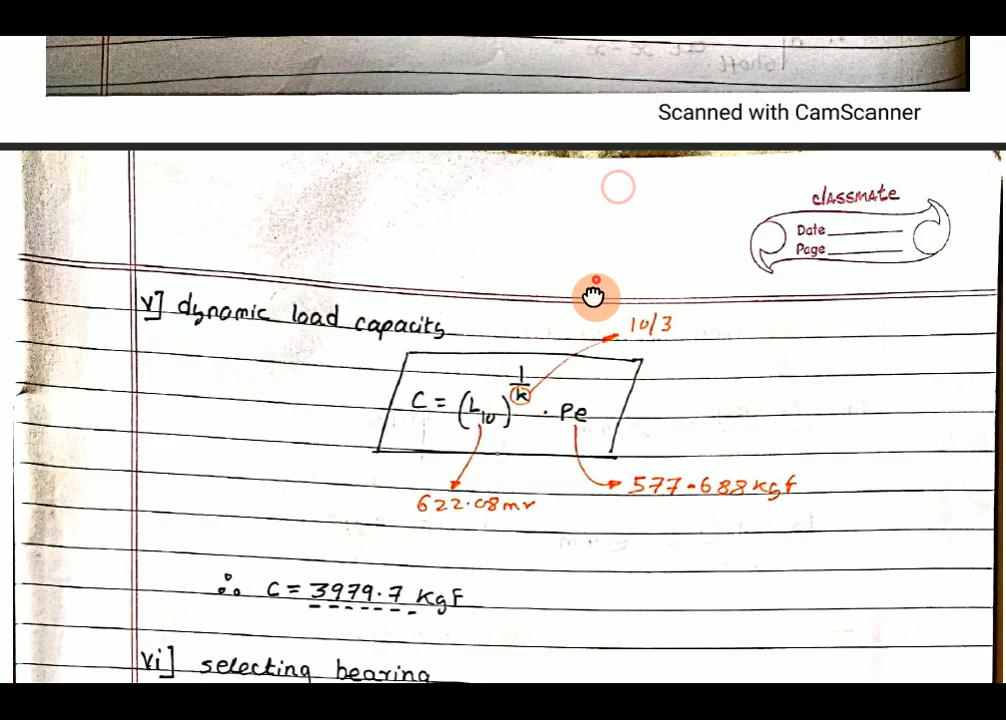 Scanned with CamScanner
classmate
Date
Page
v] dynamic load capacity
10/3
C = (L10)^1/k . Pe
577.688 kgf
622.08 mr
∴ C = 3979.7 kgf
vi] selecting bearing